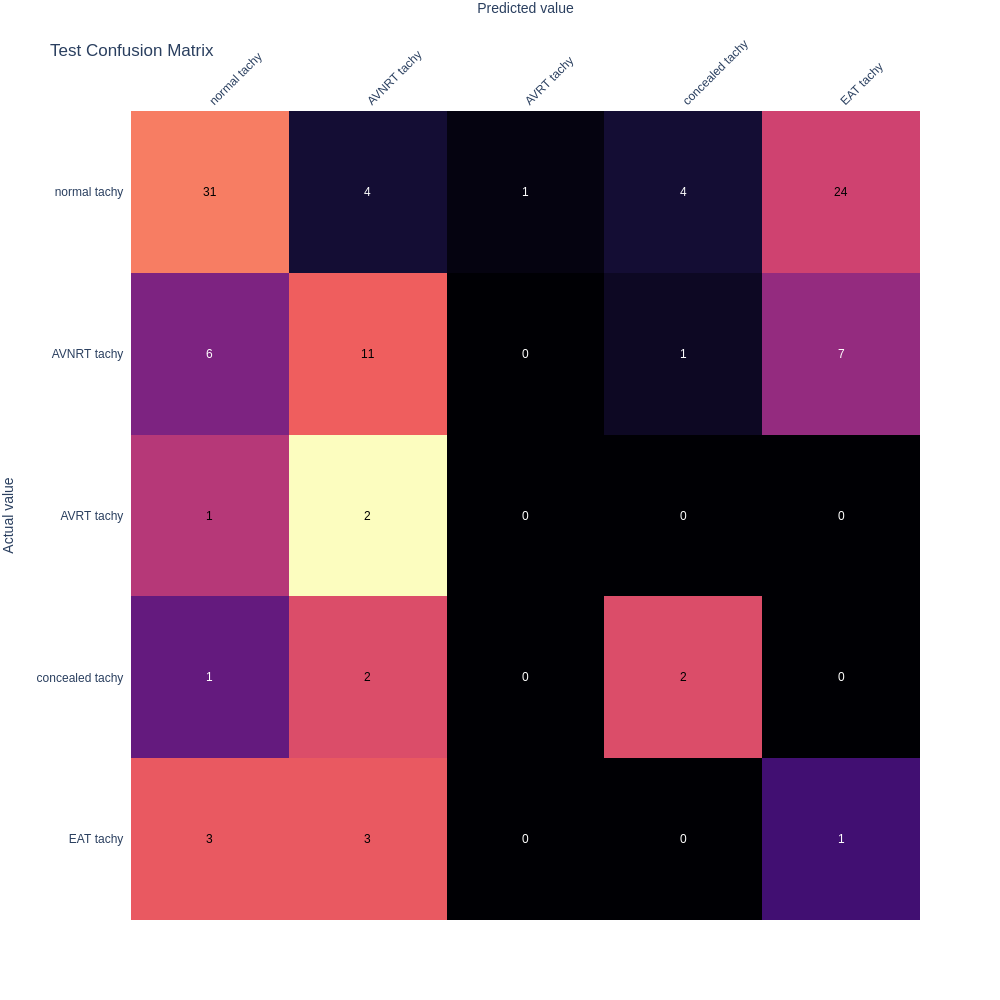 Predicted value
Test Confusion Matrix
normal tachy AVNRT tachy AVRT tachy concealed tachy EAT tachy
normal tachy 31 4 1 4 24
AVNRT tachy 6 11 0 1 7
Actual value
AVRT tachy 1 2 0 0 0
concealed tachy 1 2 0 2 0
EAT tachy 3 3 0 0 1